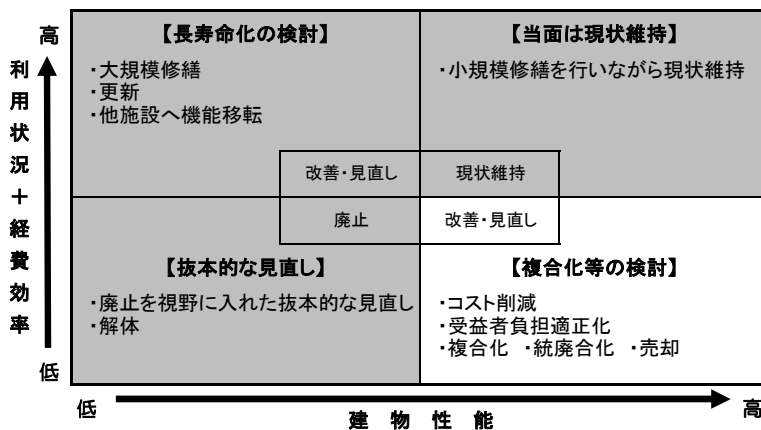 高
利用状況＋経費効率
低
【長寿命化の検討】
・大規模修繕
・更新
・他施設へ機能移転
【当面は現状維持】
・小規模修繕を行いながら現状維持
改善・見直し
現状維持
廃止
改善・見直し
【抜本的な見直し】
・廃止を視野に入れた抜本的な見直し
・解体
【複合化等の検討】
・コスト削減
・受益者負担適正化
・複合化　・統廃合化　・売却
低
建物性能
高